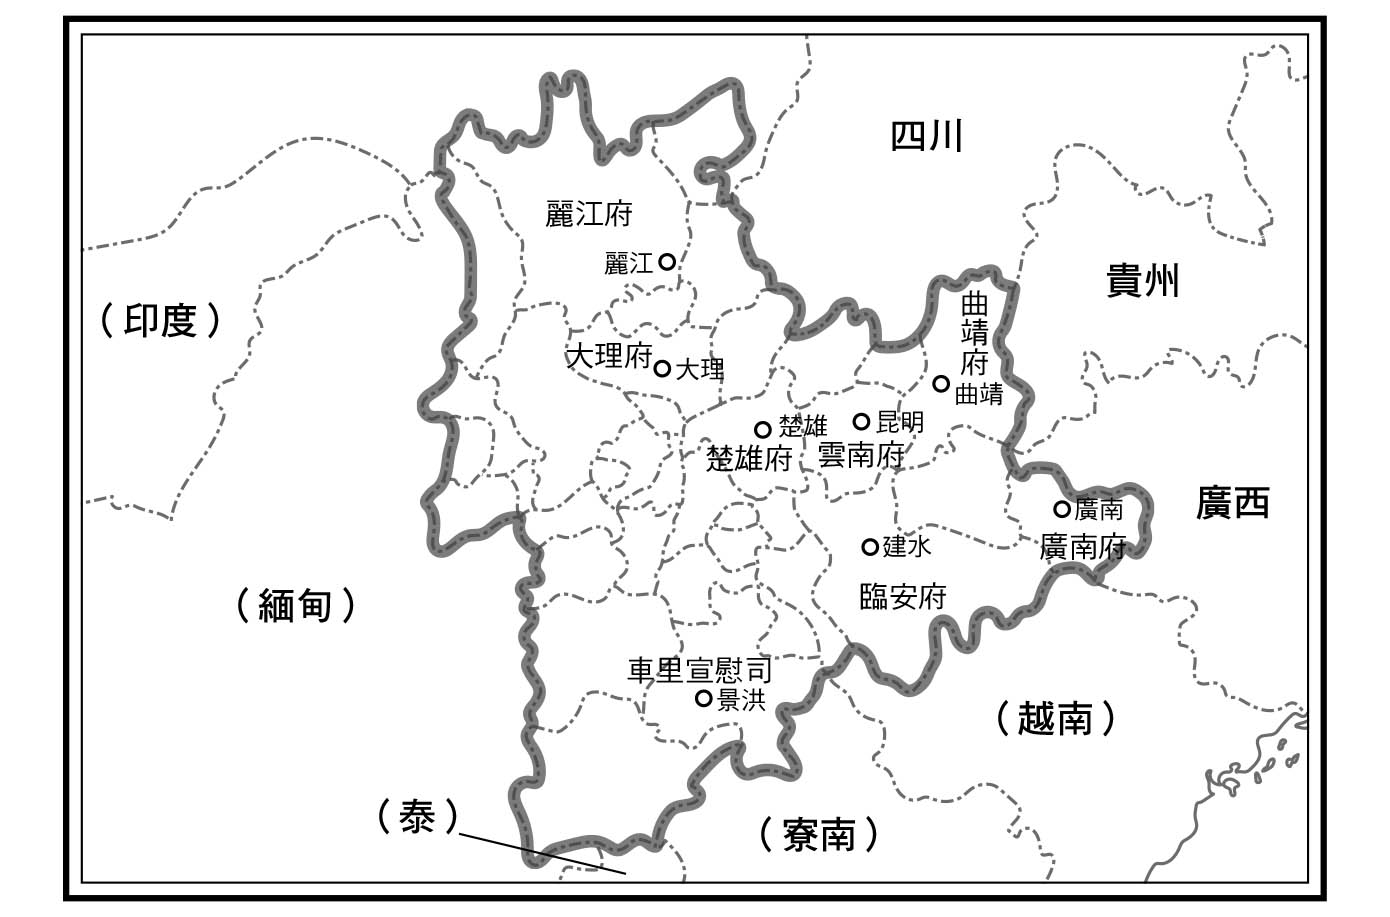 四川
麗江府
麗江
貴州
(印度)
曲靖府
大理府
大理
曲靖
楚雄
昆明
楚雄府
雲南府
廣西
廣南
廣南府
建水
(緬甸)
臨安府
車里宣慰司
景洪
(越南)
(泰)
(寮南)